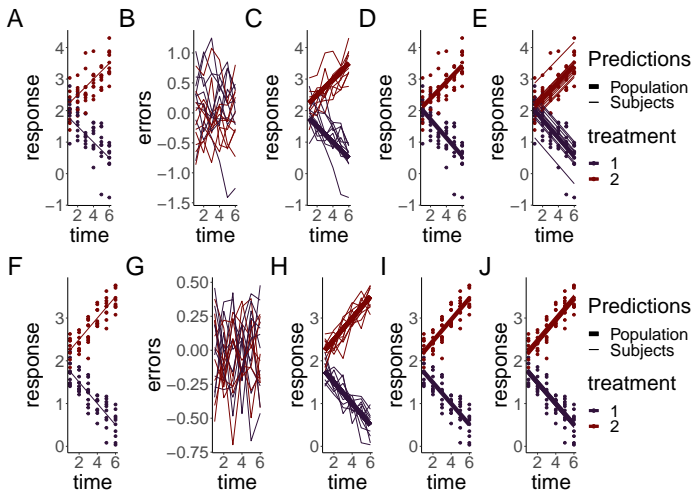 A B C D E
response
4
3
2
1
0
−1
2 4 6
time
errors
1.0
0.5
0.0
−0.5
−1.0
−1.5
2 4 6
time
response
4
3
2
1
0
−1
2 4 6
time
response
4
3
2
1
0
−1
2 4 6
time
response
4
3
2
1
0
−1
2 4 6
time
Predictions
Population
Subjects
treatment
1
2
F G H I J
response
3
2
1
0
2 4 6
time
errors
0.50
0.25
0.00
−0.25
−0.50
−0.75
2 4 6
time
response
3
2
1
0
2 4 6
time
response
3
2
1
0
2 4 6
time
response
3
2
1
0
2 4 6
time
Predictions
Population
Subjects
treatment
1
2